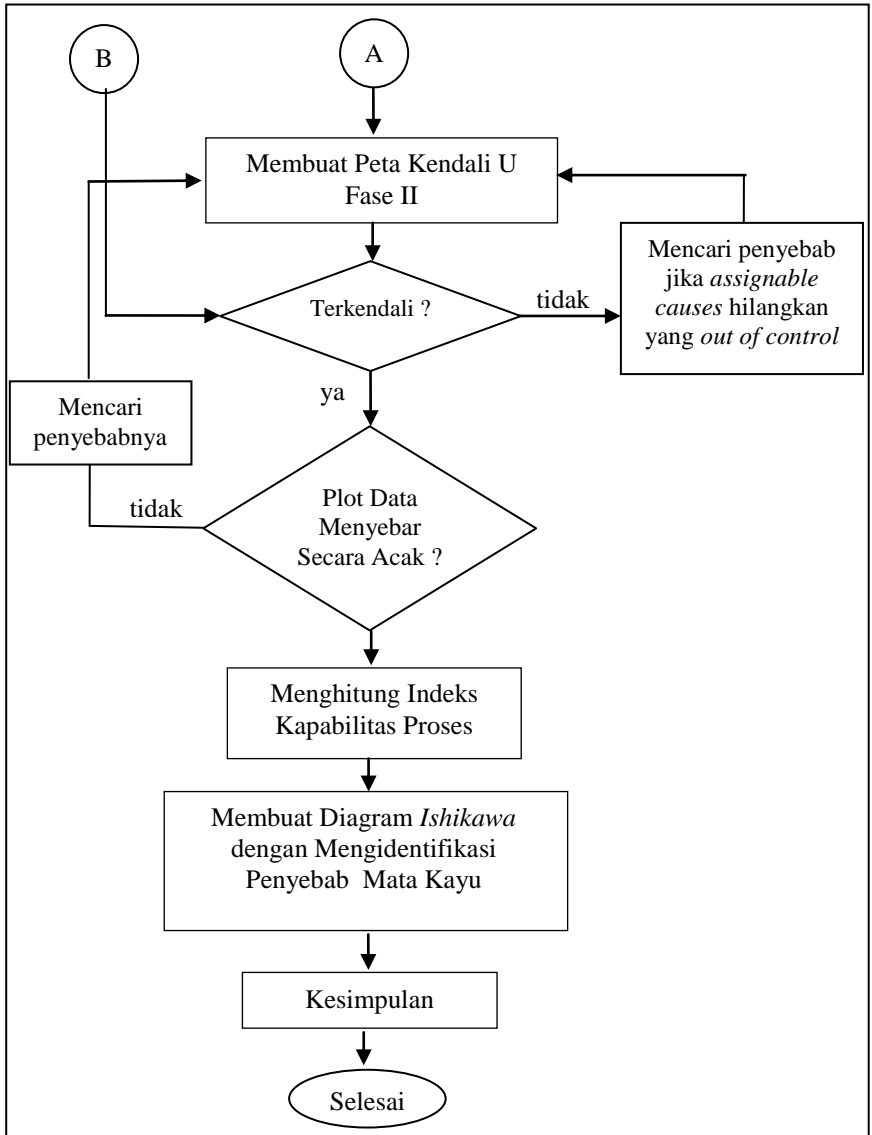 B
A
Membuat Peta Kendali U
Fase II
Mencari penyebab
jika assignable
causes hilangkan
yang out of control
Terkendali ?
tidak
ya
Mencari
penyebabnya
tidak
Plot Data
Menyebar
Secara Acak ?
Menghitung Indeks
Kapabilitas Proses
Membuat Diagram Ishikawa
dengan Mengidentifikasi
Penyebab Mata Kayu
Kesimpulan
Selesai